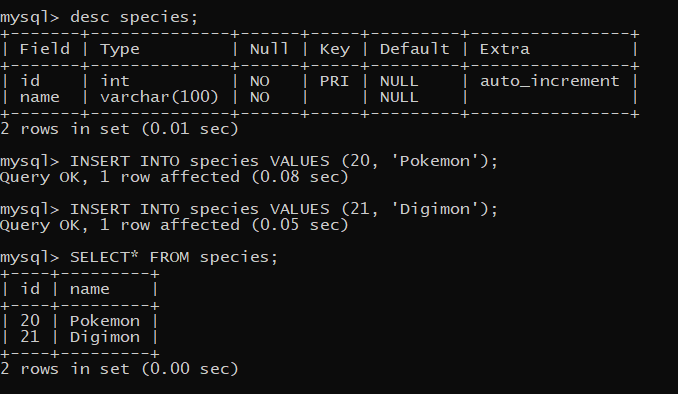 mysql> desc species;
+-------+--------------+------+-----+---------+----------------+
| Field | Type         | Null | Key | Default | Extra          |
+-------+--------------+------+-----+---------+----------------+
| id    | int          | NO   | PRI | NULL    | auto_increment |
| name  | varchar(100) | NO   |     | NULL    |                |
+-------+--------------+------+-----+---------+----------------+
2 rows in set (0.01 sec)
mysql> INSERT INTO species VALUES (20, 'Pokemon');
Query OK, 1 row affected (0.08 sec)
mysql> INSERT INTO species VALUES (21, 'Digimon');
Query OK, 1 row affected (0.05 sec)
mysql> SELECT* FROM species;
+----+---------+
| id | name    |
+----+---------+
| 20 | Pokemon |
| 21 | Digimon |
+----+---------+
2 rows in set (0.00 sec)